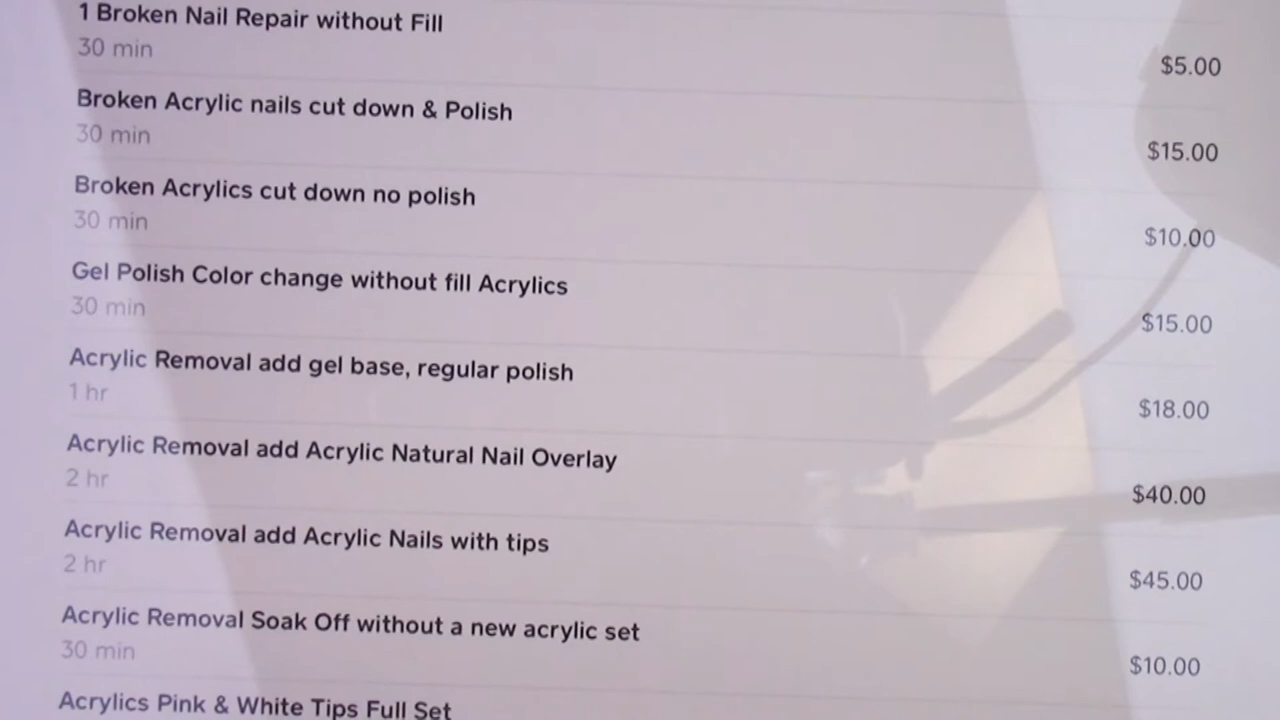 1 Broken Nail Repair without Fill
30 min
$5.00
Broken Acrylic nails cut down & Polish
30 min
$15.00
Broken Acrylics cut down no polish
30 min
$10.00
Gel Polish Color change without fill Acrylics
30 min
$15.00
Acrylic Removal add gel base, regular polish
1 hr
$18.00
Acrylic Removal add Acrylic Natural Nail Overlay
2 hr
$40.00
Acrylic Removal add Acrylic Nails with tips
2 hr
$45.00
Acrylic Removal Soak Off without a new acrylic set
30 min
$10.00
Acrylics Pink & White Tips Full Set